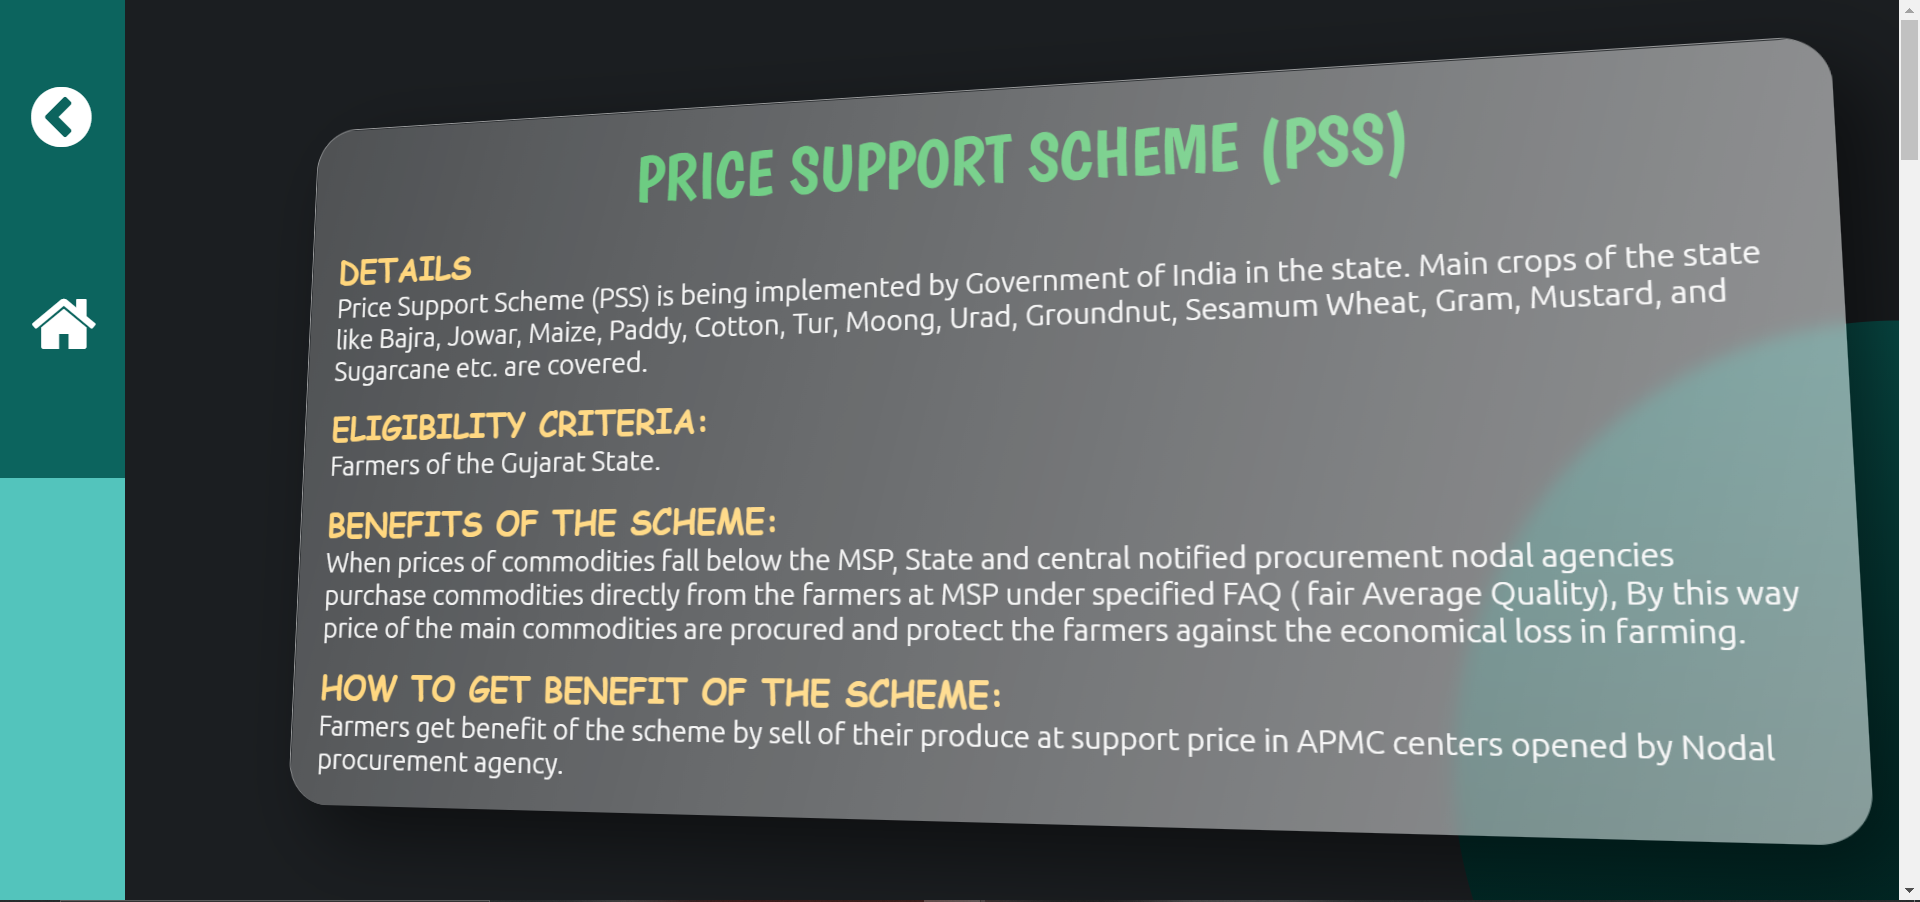 PRICE SUPPORT SCHEME (PSS)
DETAILS
Price Support Scheme (PSS) is being implemented by Government of India in the state. Main crops of the state
like Bajra, Jowar, Maize, Paddy, Cotton, Tur, Moong, Urad, Groundnut, Sesamum Wheat, Gram, Mustard, and
Sugarcane etc. are covered.
ELIGIBILITY CRITERIA:
Farmers of the Gujarat State.
BENEFITS OF THE SCHEME:
When prices of commodities fall below the MSP, State and central notified procurement nodal agencies
purchase commodities directly from the farmers at MSP under specified FAQ ( fair Average Quality), By this way
price of the main commodities are procured and protect the farmers against the economical loss in farming.
HOW TO GET BENEFIT OF THE SCHEME:
Farmers get benefit of the scheme by sell of their produce at support price in APMC centers opened by Nodal
procurement agency.